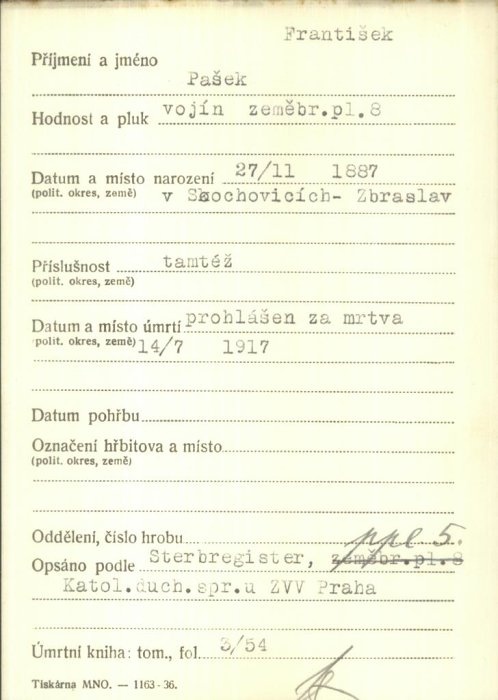 František
Příjmení a jméno
Pašek
Hodnost a pluk vojín zeměbr.pl.8
Datum a místo narození 27/11 1887
(polit. okres, země) v Skochovicích- Zbraslav
Příslušnost tamtéž
(polit. okres, země)
Datum a místo úmrtí prohlášen za mrtva
polit. okres, země) 14/7 1917
Datum pohřbu
Označení hřbitova a místo
(polit. okres, země)
Oddělení, číslo hrobu ppl 5.
Opsáno podle Sterbregister, zeměbr.pl.8
Katol.duch.spr.u ZVV Praha
Úmrtní kniha: tom., fol. 3/54
Tiskárna MNO. — 1163-36.